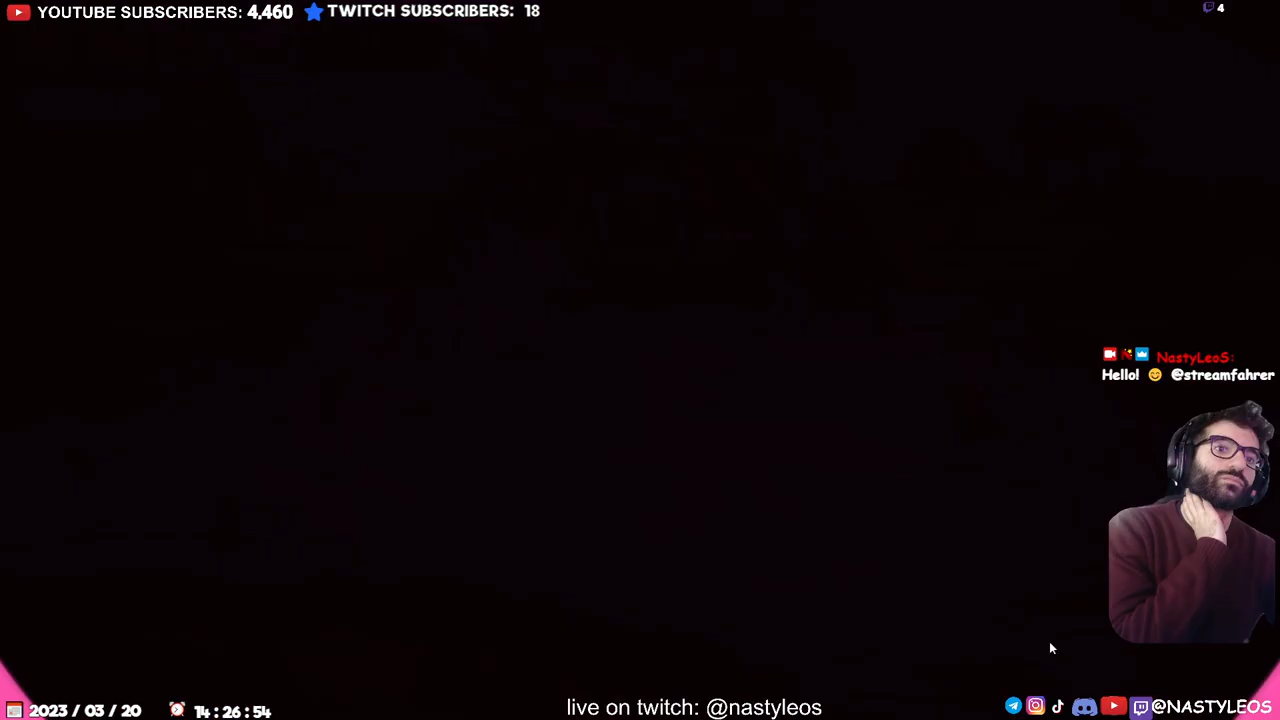 YOUTUBE SUBSCRIBERS: 4,460 TWITCH SUBSCRIBERS: 18
4
NastyLeoS:
Hello! 😊 @streamfahrer
2023 / 03 / 20 14:26:54
live on twitch: @nastyleos
@NASTYLEOS